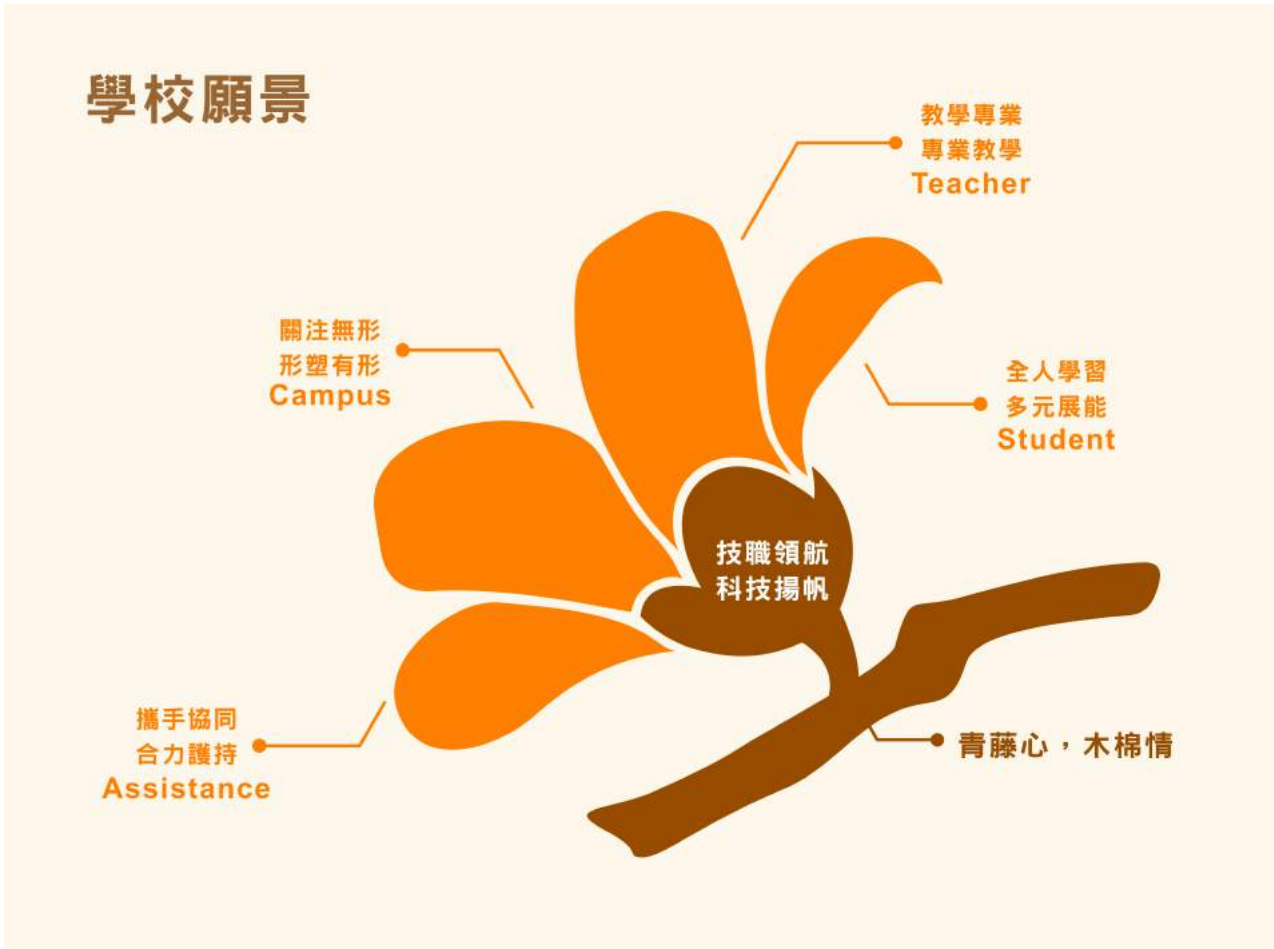 學校願景
教學專業
專業教學
Teacher
關注無形
形塑有形
Campus
全人學習
多元展能
Student
技職領航
科技揚帆
攜手協同
合力護持
Assistance
青藤心，木棉情